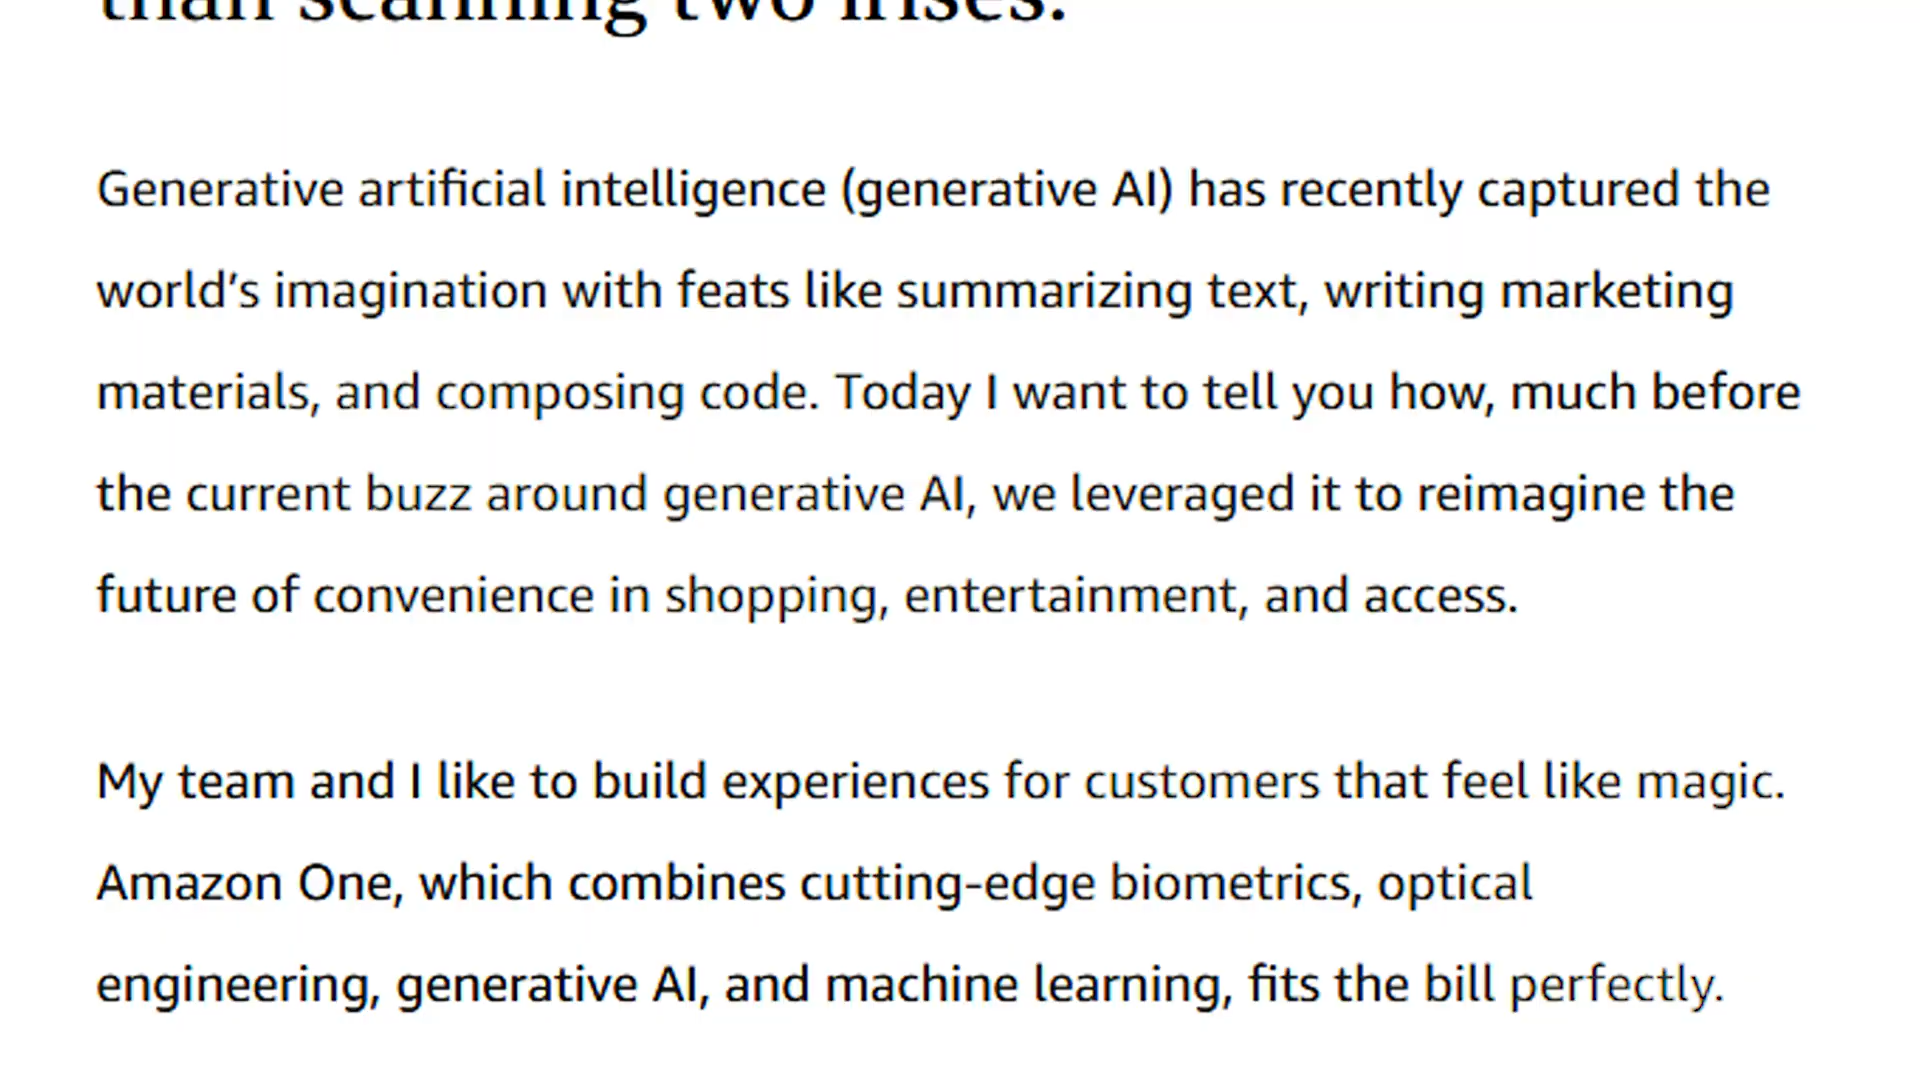 than scanning two irises.
Generative artificial intelligence (generative AI) has recently captured the
world’s imagination with feats like summarizing text, writing marketing
materials, and composing code. Today I want to tell you how, much before
the current buzz around generative AI, we leveraged it to reimagine the
future of convenience in shopping, entertainment, and access.
My team and I like to build experiences for customers that feel like magic.
Amazon One, which combines cutting-edge biometrics, optical
engineering, generative AI, and machine learning, fits the bill perfectly.